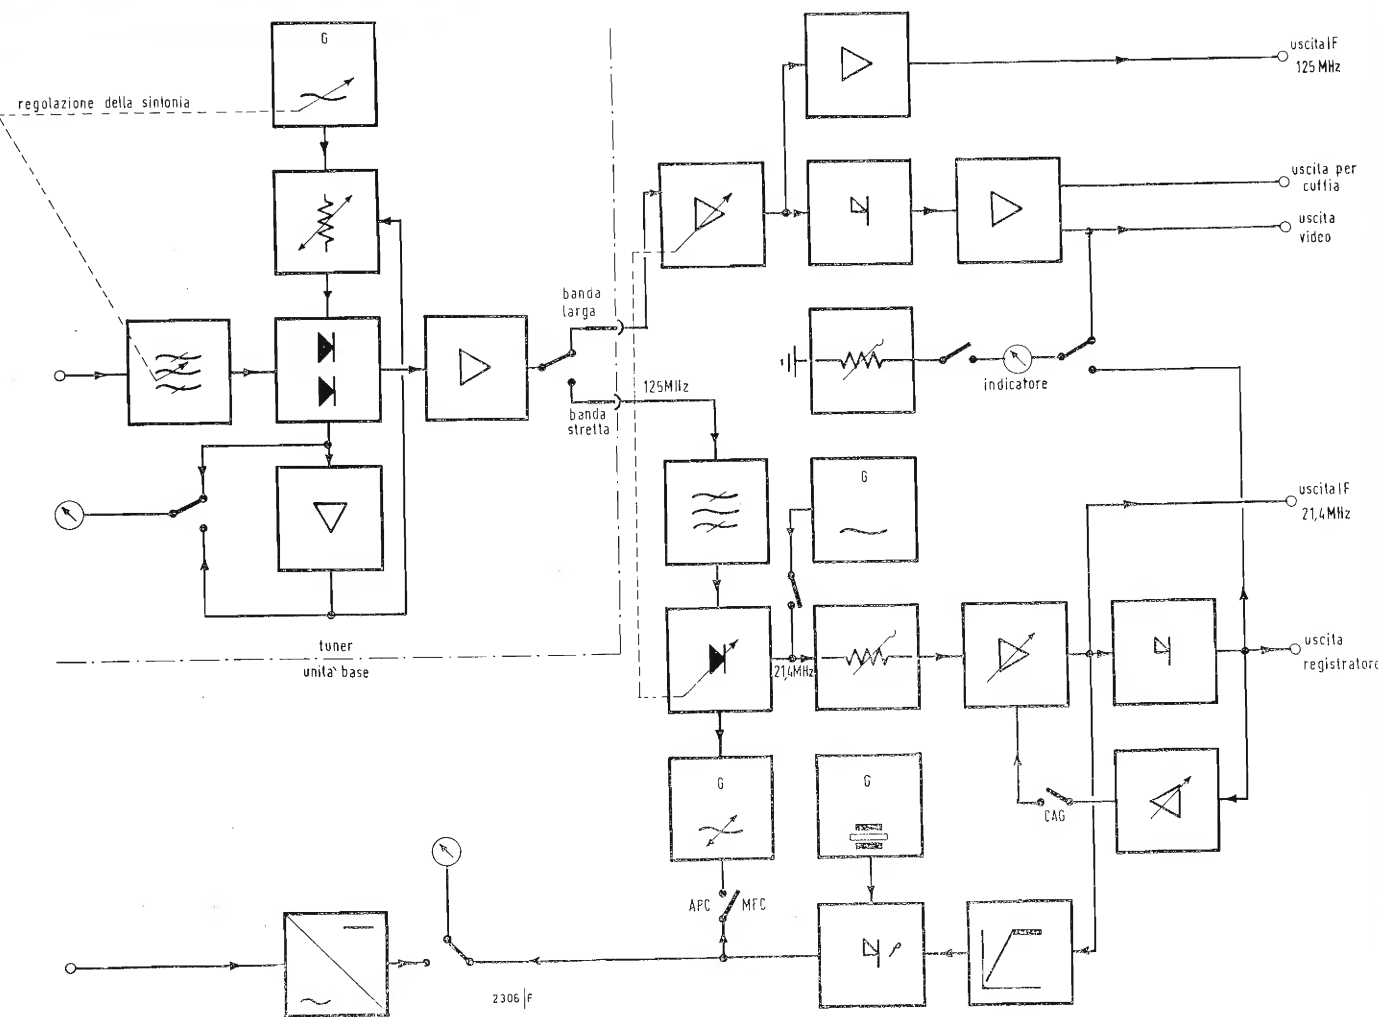 G
uscita IF
125 MHz
regolazione della sintonia
uscita per
cuffia
uscita
video
banda
larga
indicatore
125MHz
banda
stretta
G
uscita IF
21,4MHz
tuner
unita' base
21,4MHz
uscita
registratore
G
G
CAG
APC
MFC
φ
2306/F